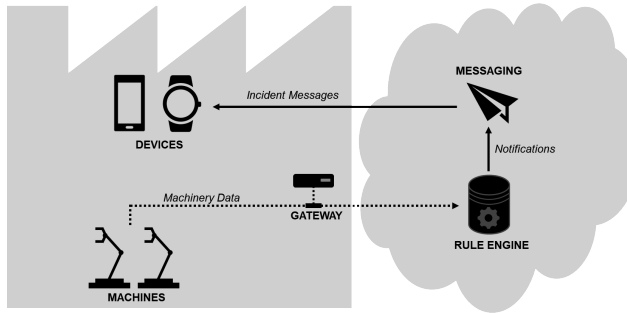 MESSAGING
Incident Messages
DEVICES
Notifications
Machinery Data
GATEWAY
RULE ENGINE
MACHINES